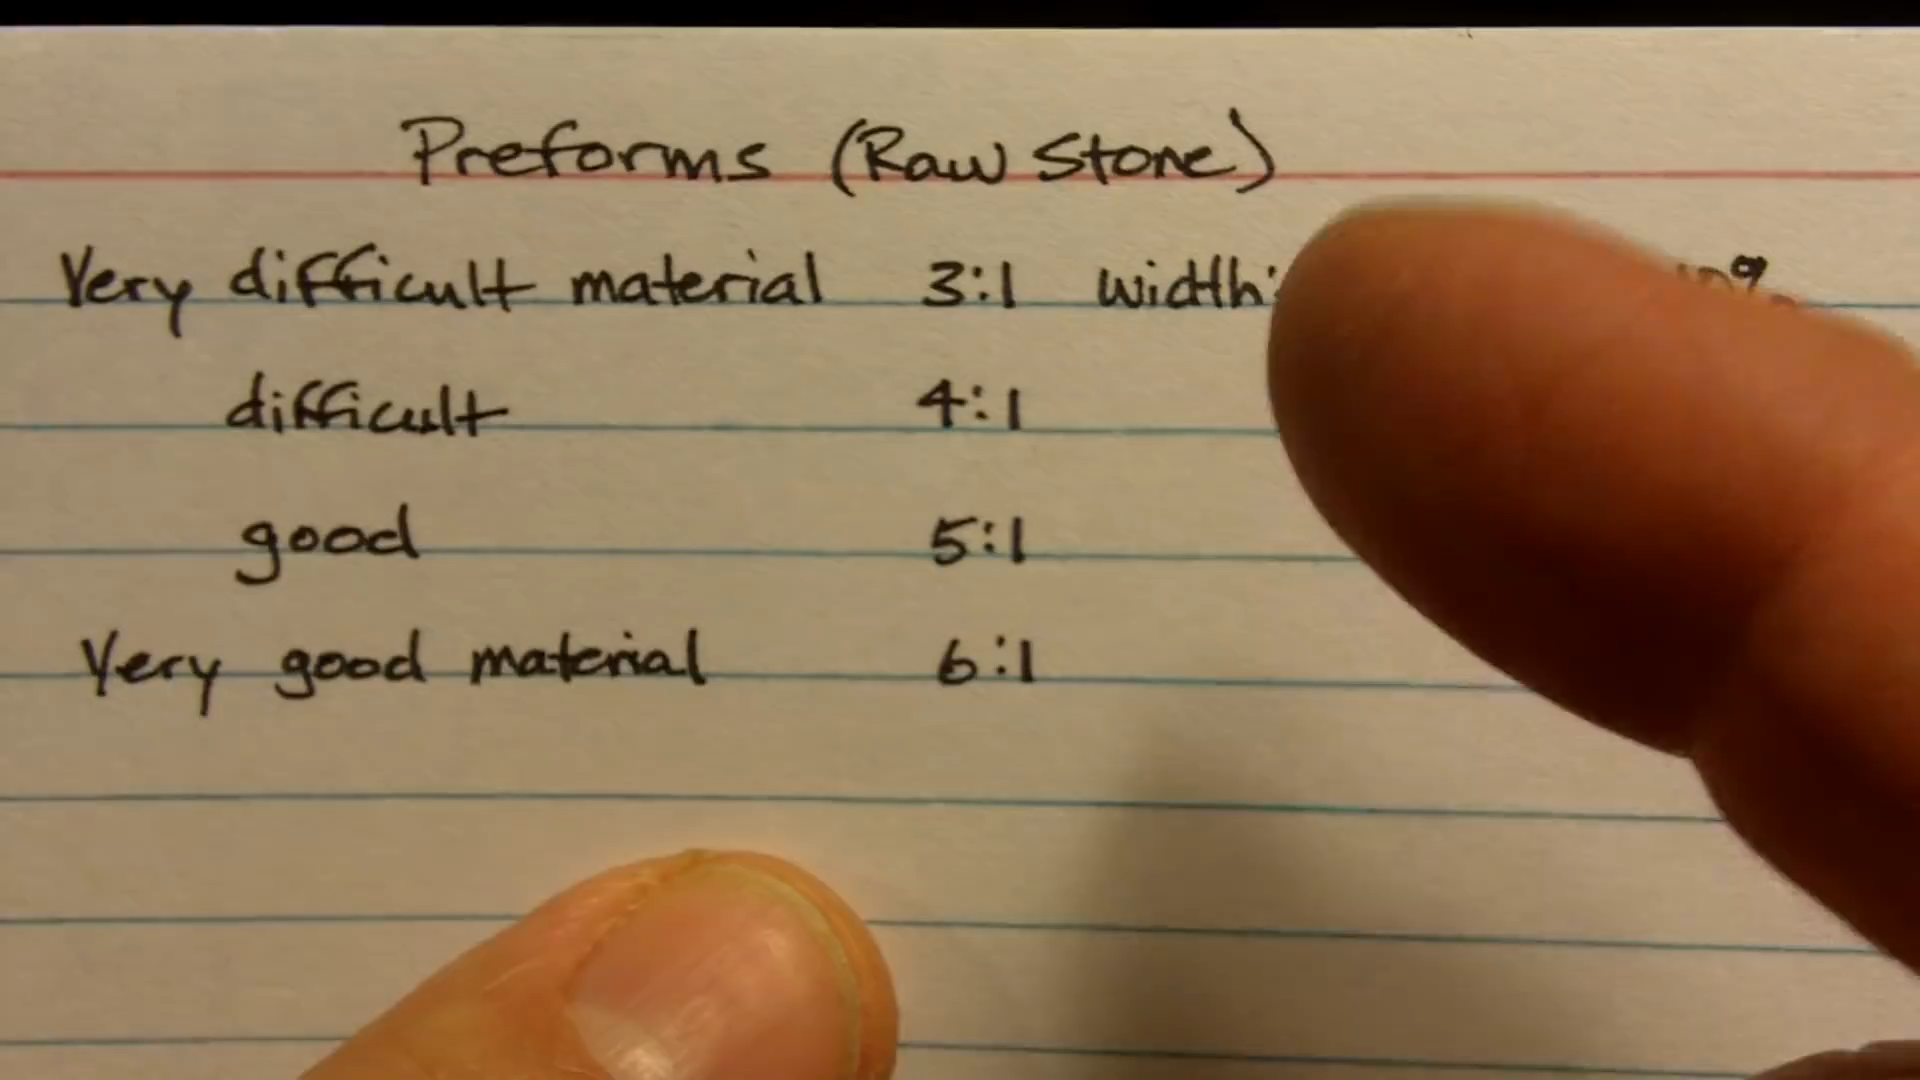 Preforms (Raw Stone)
Very difficult material 3:1 width:
difficult 4:1
good 5:1
Very good material 6:1